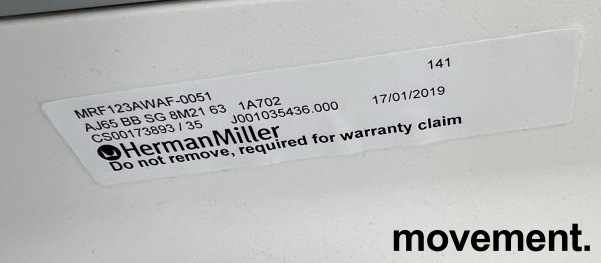 141
MRF123AWAF-0051
AJ65 BB SG 8M21 63 1A702
CS00173893 / 35 J001035436.000 17/01/2019
HermanMiller
Do not remove, required for warranty claim
movement.